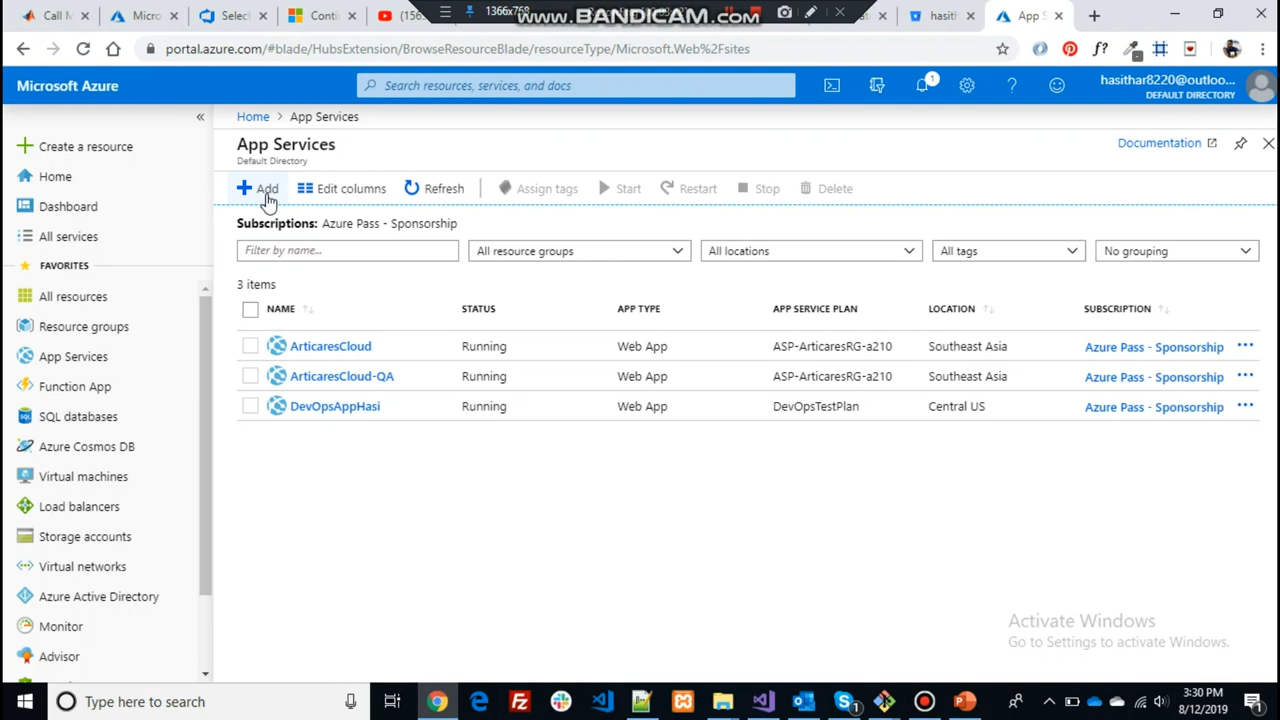 Call M
Micro
Select
Conti
(156
1366x768
www.BANDICAM.com
hasith
App S
portal.azure.com/#blade/HubsExtension/BrowseResourceBlade/resourceType/Microsoft.Web%2Fsites
f?
Microsoft Azure
Search resources, services, and docs
1
hasithar8220@outloo...
DEFAULT DIRECTORY
«
Create a resource
Home
Dashboard
All services
FAVORITES
All resources
Resource groups
App Services
Function App
SQL databases
Azure Cosmos DB
Virtual machines
Load balancers
Storage accounts
Virtual networks
Azure Active Directory
Monitor
Advisor
Home > App Services
App Services
Default Directory
Documentation
Add
Edit columns
Refresh
Assign tags
Start
Restart
Stop
Delete
Subscriptions: Azure Pass - Sponsorship
Filter by name...
All resource groups
All locations
All tags
No grouping
3 items
NAME STATUS APP TYPE APP SERVICE PLAN LOCATION SUBSCRIPTION
ArticaresCloud Running Web App ASP-ArticaresRG-a210 Southeast Asia Azure Pass - Sponsorship ...
ArticaresCloud-QA Running Web App ASP-ArticaresRG-a210 Southeast Asia Azure Pass - Sponsorship ...
DevOpsAppHasi Running Web App DevOpsTestPlan Central US Azure Pass - Sponsorship ...
Activate Windows
Go to Settings to activate Windows.
Type here to search
3:30 PM
8/12/2019